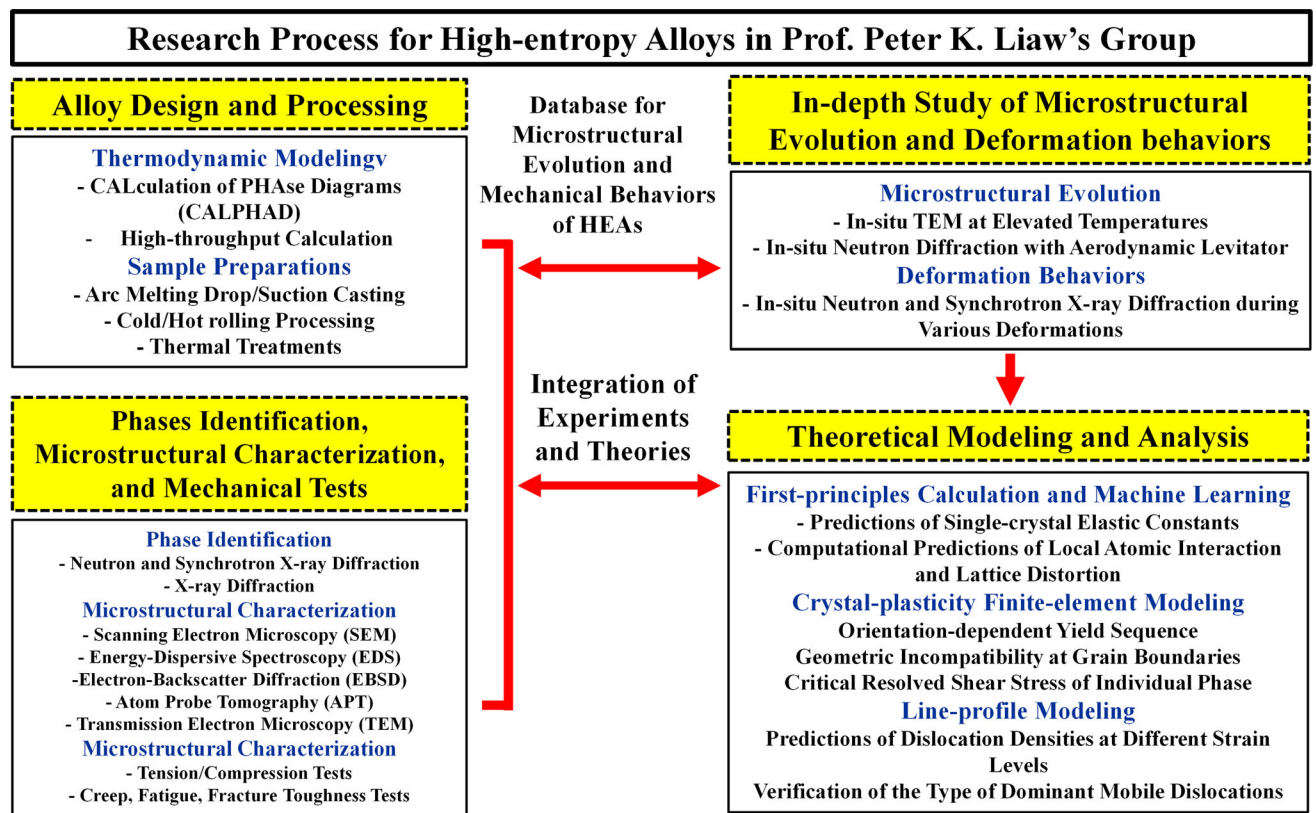 Research Process for High-entropy Alloys in Prof. Peter K. Liaw's Group
Alloy Design and Processing
Thermodynamic Modelingv
- CALculation of PHAse Diagrams
(CALPHAD)
- High-throughput Calculation
Sample Preparations
- Arc Melting Drop/Suction Casting
- Cold/Hot rolling Processing
- Thermal Treatments
Phases Identification,
Microstructural Characterization,
and Mechanical Tests
Phase Identification
- Neutron and Synchrotron X-ray Diffraction
- X-ray Diffraction
Microstructural Characterization
- Scanning Electron Microscopy (SEM)
- Energy-Dispersive Spectroscopy (EDS)
-Electron-Backscatter Diffraction (EBSD)
- Atom Probe Tomography (APT)
- Transmission Electron Microscopy (TEM)
Microstructural Characterization
- Tension/Compression Tests
- Creep, Fatigue, Fracture Toughness Tests
Database for
Microstructural
Evolution and
Mechanical Behaviors
of HEAs
Integration of
Experiments
and Theories
In-depth Study of Microstructural
Evolution and Deformation behaviors
Microstructural Evolution
- In-situ TEM at Elevated Temperatures
- In-situ Neutron Diffraction with Aerodynamic Levitator
Deformation Behaviors
- In-situ Neutron and Synchrotron X-ray Diffraction during
Various Deformations
Theoretical Modeling and Analysis
First-principles Calculation and Machine Learning
- Predictions of Single-crystal Elastic Constants
- Computational Predictions of Local Atomic Interaction
and Lattice Distortion
Crystal-plasticity Finite-element Modeling
Orientation-dependent Yield Sequence
Geometric Incompatibility at Grain Boundaries
Critical Resolved Shear Stress of Individual Phase
Line-profile Modeling
Predictions of Dislocation Densities at Different Strain
Levels
Verification of the Type of Dominant Mobile Dislocations